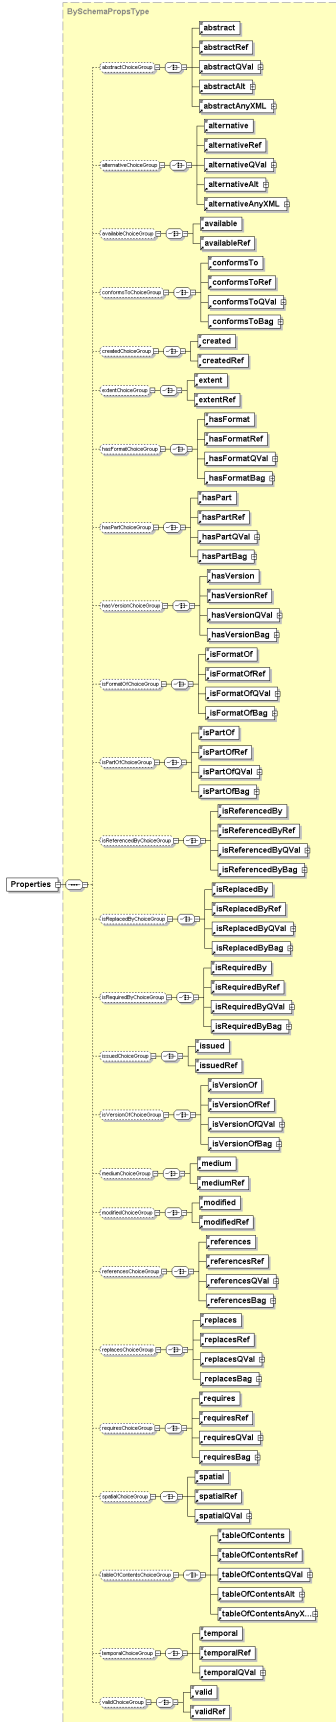 BySchemaPropsType
abstractChoiceGroup
abstract
abstractRef
abstractQVal
abstractAlt
abstractAnyXML
alternativeChoiceGroup
alternative
alternativeRef
alternativeQVal
alternativeAlt
alternativeAnyXML
availableChoiceGroup
available
availableRef
conformsToChoiceGroup
conformsTo
conformsToRef
conformsToQVal
conformsToBag
createdChoiceGroup
created
createdRef
extentChoiceGroup
extent
extentRef
hasFormatChoiceGroup
hasFormat
hasFormatRef
hasFormatQVal
hasFormatBag
hasPartChoiceGroup
hasPart
hasPartRef
hasPartQVal
hasPartBag
hasVersionChoiceGroup
hasVersion
hasVersionRef
hasVersionQVal
hasVersionBag
isFormatOfChoiceGroup
isFormatOf
isFormatOfRef
isFormatOfQVal
isFormatOfBag
isPartOfChoiceGroup
isPartOf
isPartOfRef
isPartOfQVal
isPartOfBag
isReferencedByChoiceGroup
isReferencedBy
isReferencedByRef
isReferencedByQVal
isReferencedByBag
Properties
isReplacedByChoiceGroup
isReplacedBy
isReplacedByRef
isReplacedByQVal
isReplacedByBag
isRequiredByChoiceGroup
isRequiredBy
isRequiredByRef
isRequiredByQVal
isRequiredByBag
issuedChoiceGroup
issued
issuedRef
isVersionOfChoiceGroup
isVersionOf
isVersionOfRef
isVersionOfQVal
isVersionOfBag
mediumChoiceGroup
medium
mediumRef
modifiedChoiceGroup
modified
modifiedRef
referencesChoiceGroup
references
referencesRef
referencesQVal
referencesBag
replacesChoiceGroup
replaces
replacesRef
replacesQVal
replacesBag
requiresChoiceGroup
requires
requiresRef
requiresQVal
requiresBag
spatialChoiceGroup
spatial
spatialRef
spatialQVal
tableOfContentsChoiceGroup
tableOfContents
tableOfContentsRef
tableOfContentsQVal
tableOfContentsAlt
tableOfContentsAnyX...
temporalChoiceGroup
temporal
temporalRef
temporalQVal
validChoiceGroup
valid
validRef